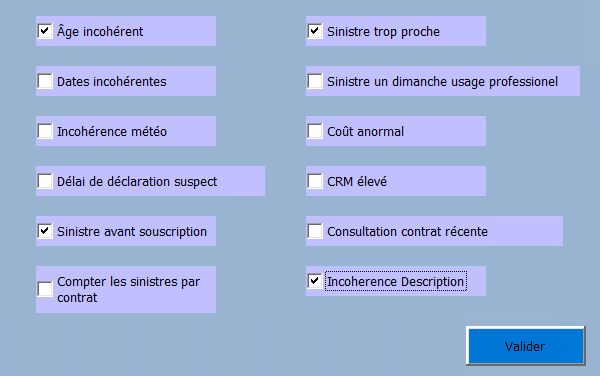 Âge incohérent
Sinistre trop proche
Dates incohérentes
Sinistre un dimanche usage professionel
Incohérence météo
Coût anormal
Délai de déclaration suspect
CRM élevé
Sinistre avant souscription
Consultation contrat récente
Compter les sinistres par
contrat
Incoherence Description
Valider